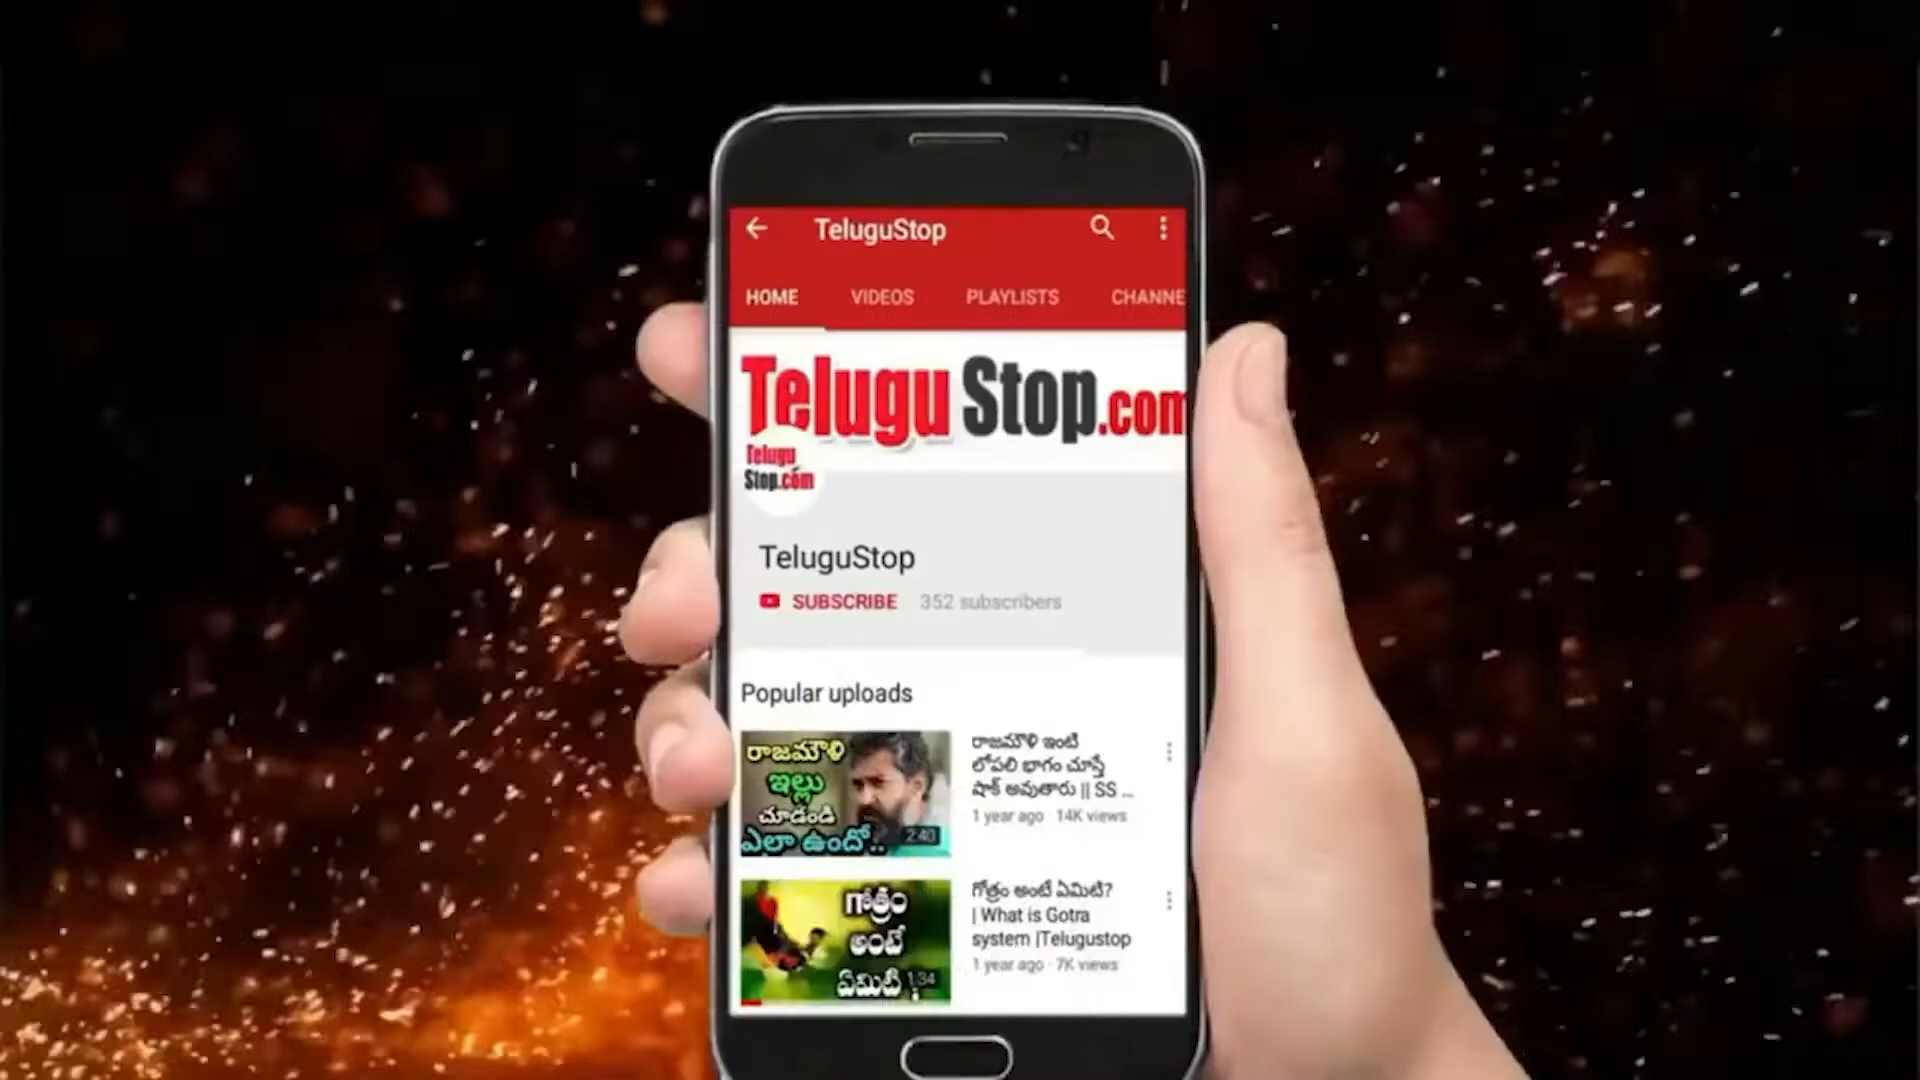 TeluguStop
HOME VIDEOS PLAYLISTS CHANNE
Telugu Stop.com
Telugu
Stop.com
TeluguStop
SUBSCRIBE 352 subscribers
Popular uploads
రాజమౌళి
ఇల్లు
చూడండి
ఎలా ఉందో..
2:40
రాజమౌళి ఇంటి
లోపలి భాగం చూస్తే
షాక్ అవుతారు || SS ...
1 year ago · 14K views
గోత్రం
అంటే
ఏమిటి
1:34
గోత్రం అంటే ఏమిటి?
| What is Gotra
system |Telugustop
1 year ago · 7K views